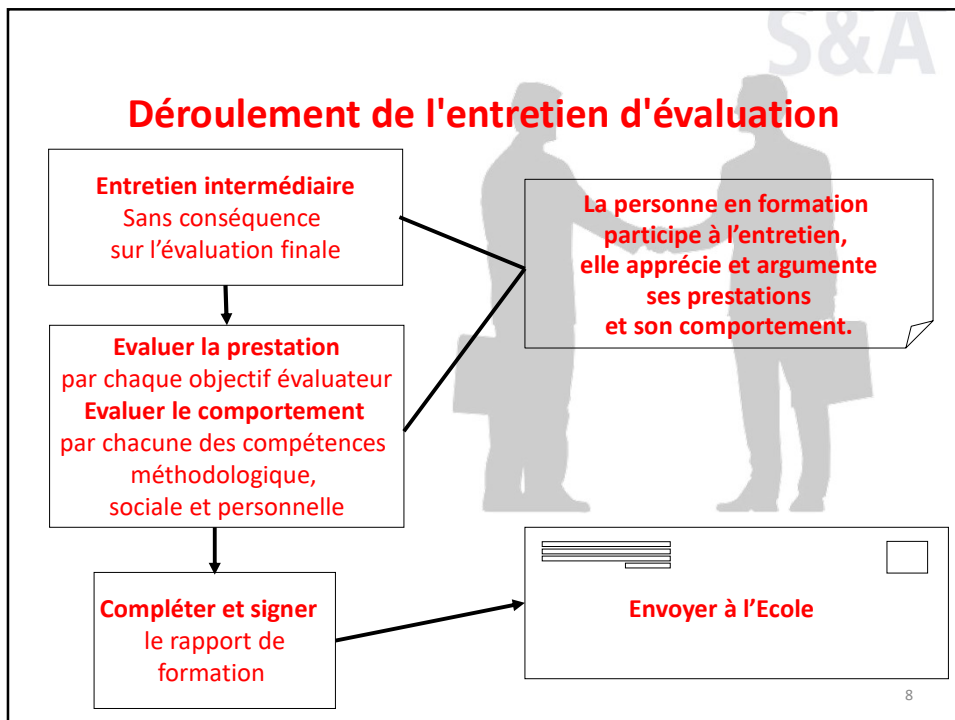 S&A
Déroulement de l'entretien d'évaluation
Entretien intermédiaire
Sans conséquence
sur l’évaluation finale
La personne en formation
participe à l’entretien,
elle apprécie et argumente
ses prestations
et son comportement.
Evaluer la prestation
par chaque objectif évaluateur
Evaluer le comportement
par chacune des compétences
méthodologique,
sociale et personnelle
Compléter et signer
le rapport de
formation
Envoyer à l’Ecole
8